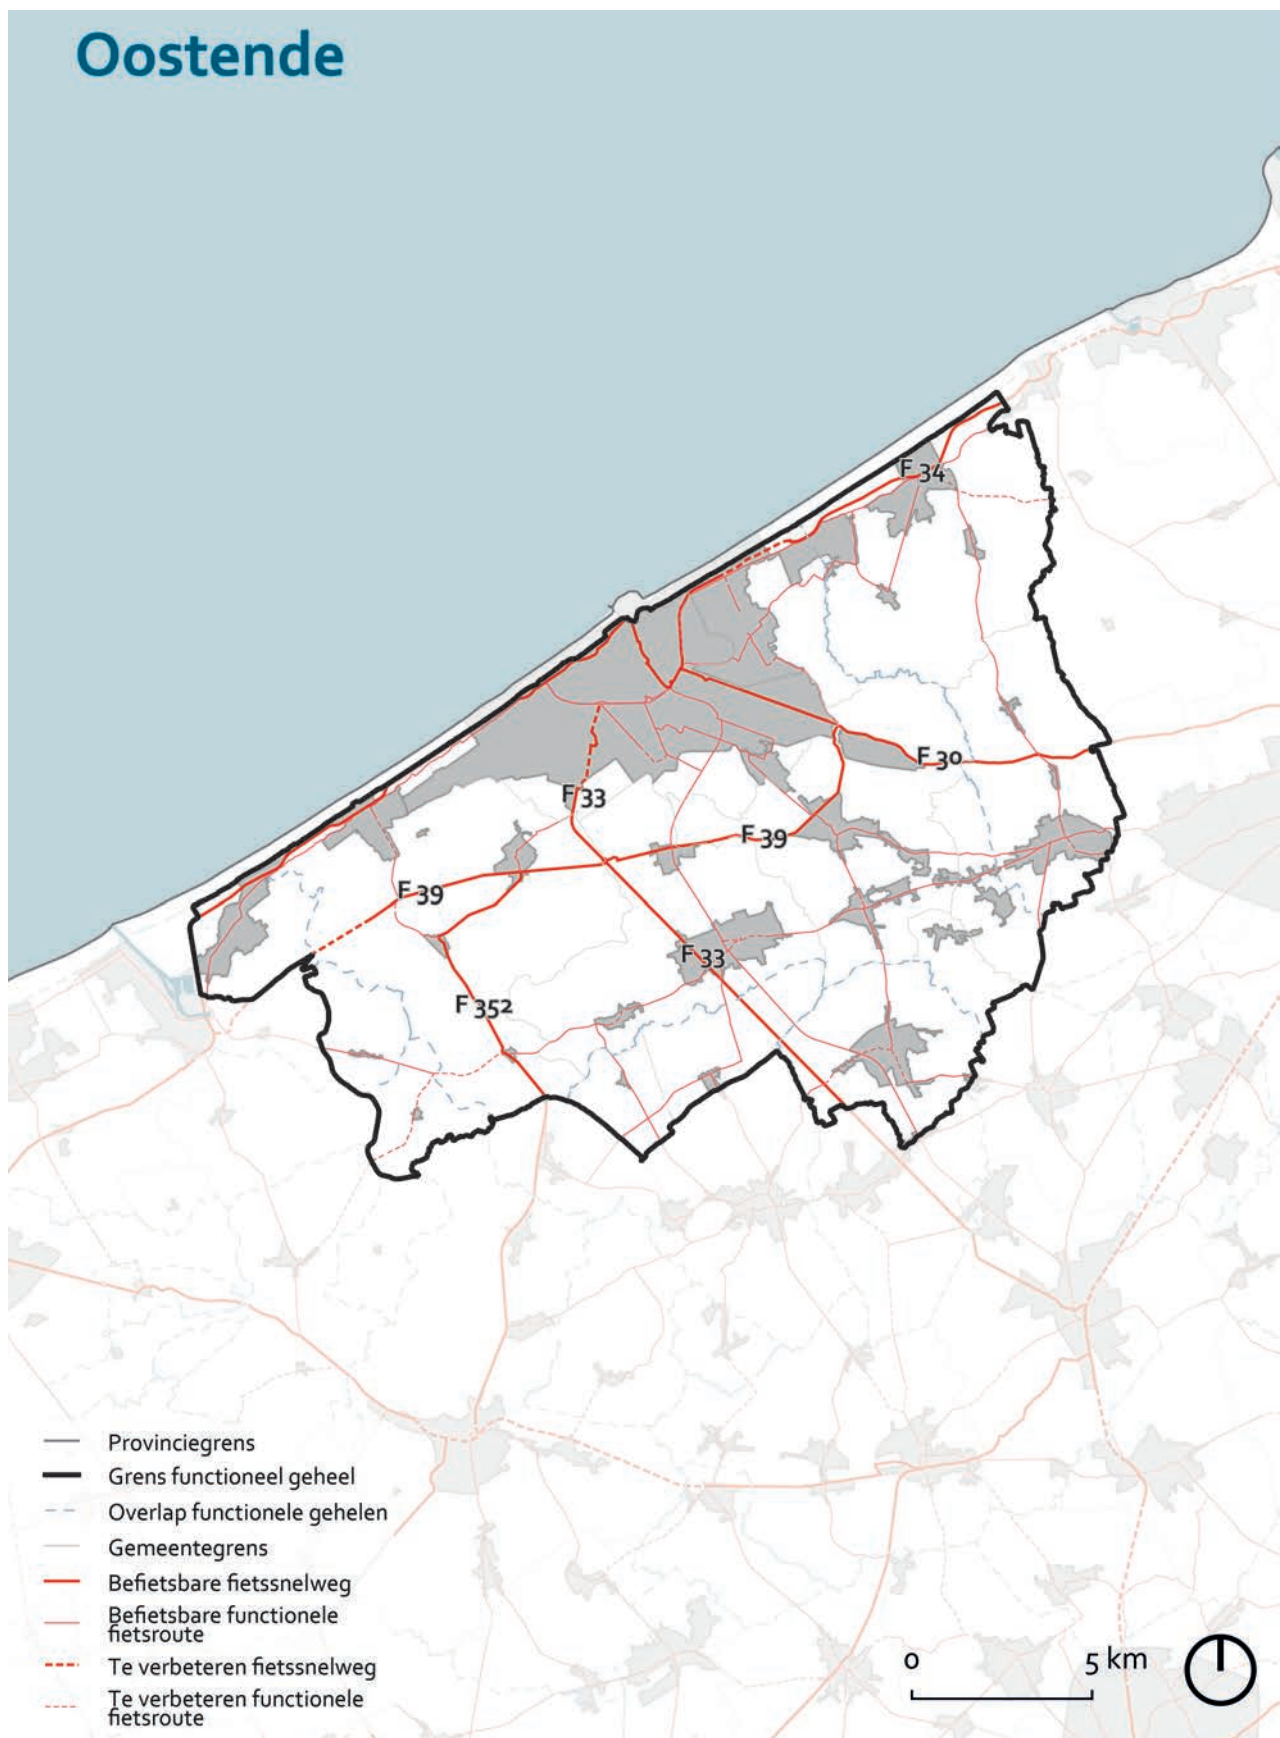 Oostende
F 34
F 30
F 33
F 39
F 39
F 33
F 352
Provinciegrens
Grens functioneel geheel
Overlap functionele gehelen
Gemeentegrens
Befietsbare fietssnelweg
Befietsbare functionele
fietsroute
Te verbeteren fietssnelweg
Te verbeteren functionele
fietsroute
0 5 km